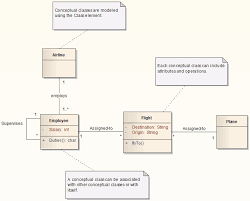 Conceptual classes are modeled
using the Class element
Airline
1
employs
Each conceptual class can include
attributes and operations.
1..*
Employee
Flight
Plane
Supervises
- Salary: int
AssignedTo
- Destination: String
- Origin: String
AssignedTo
+ Duties(): char
+ flyTo()
A conceptual class can be associated
with other conceptual classes or with
itself.